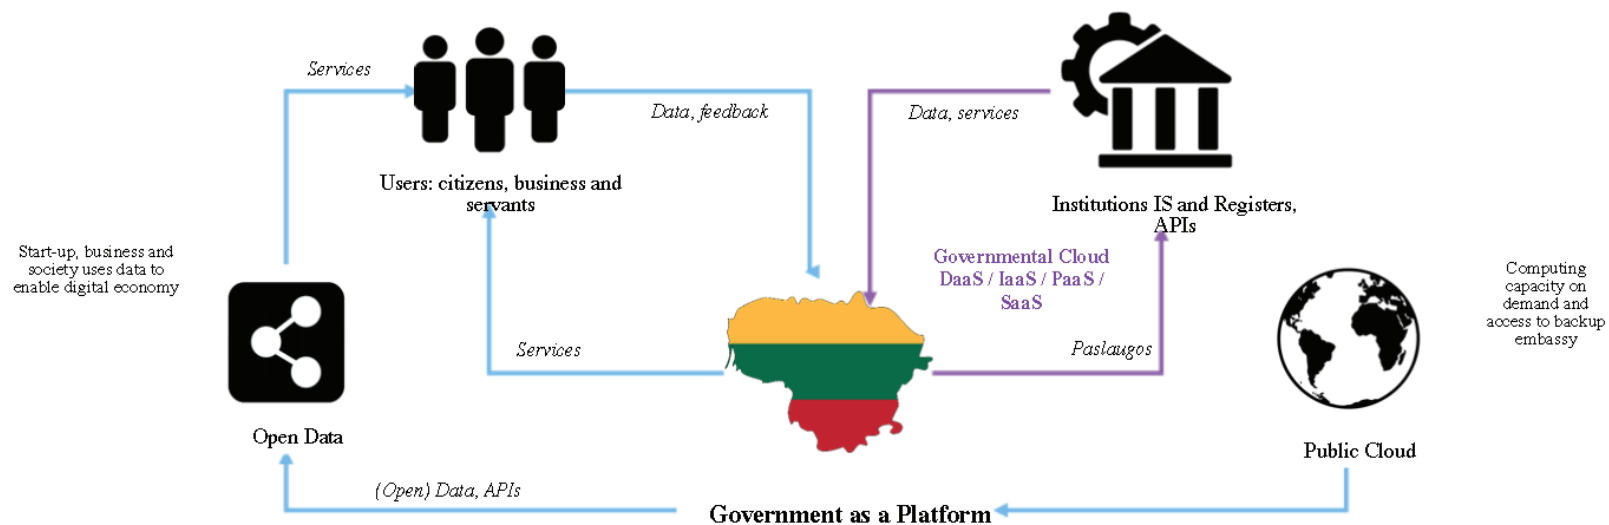 Services
Data, feedback
Data, services
Users: citizens, business and
servants
Institutions IS and Registers,
APIs
Start-up, business and
society uses data to
enable digital economy
Governmental Cloud
DaaS / IaaS / PaaS /
SaaS
Computing
capacity on
demand and
access to backup
embassy
Services
Paslaugos
Open Data
Public Cloud
(Open) Data, APIs
Government as a Platform